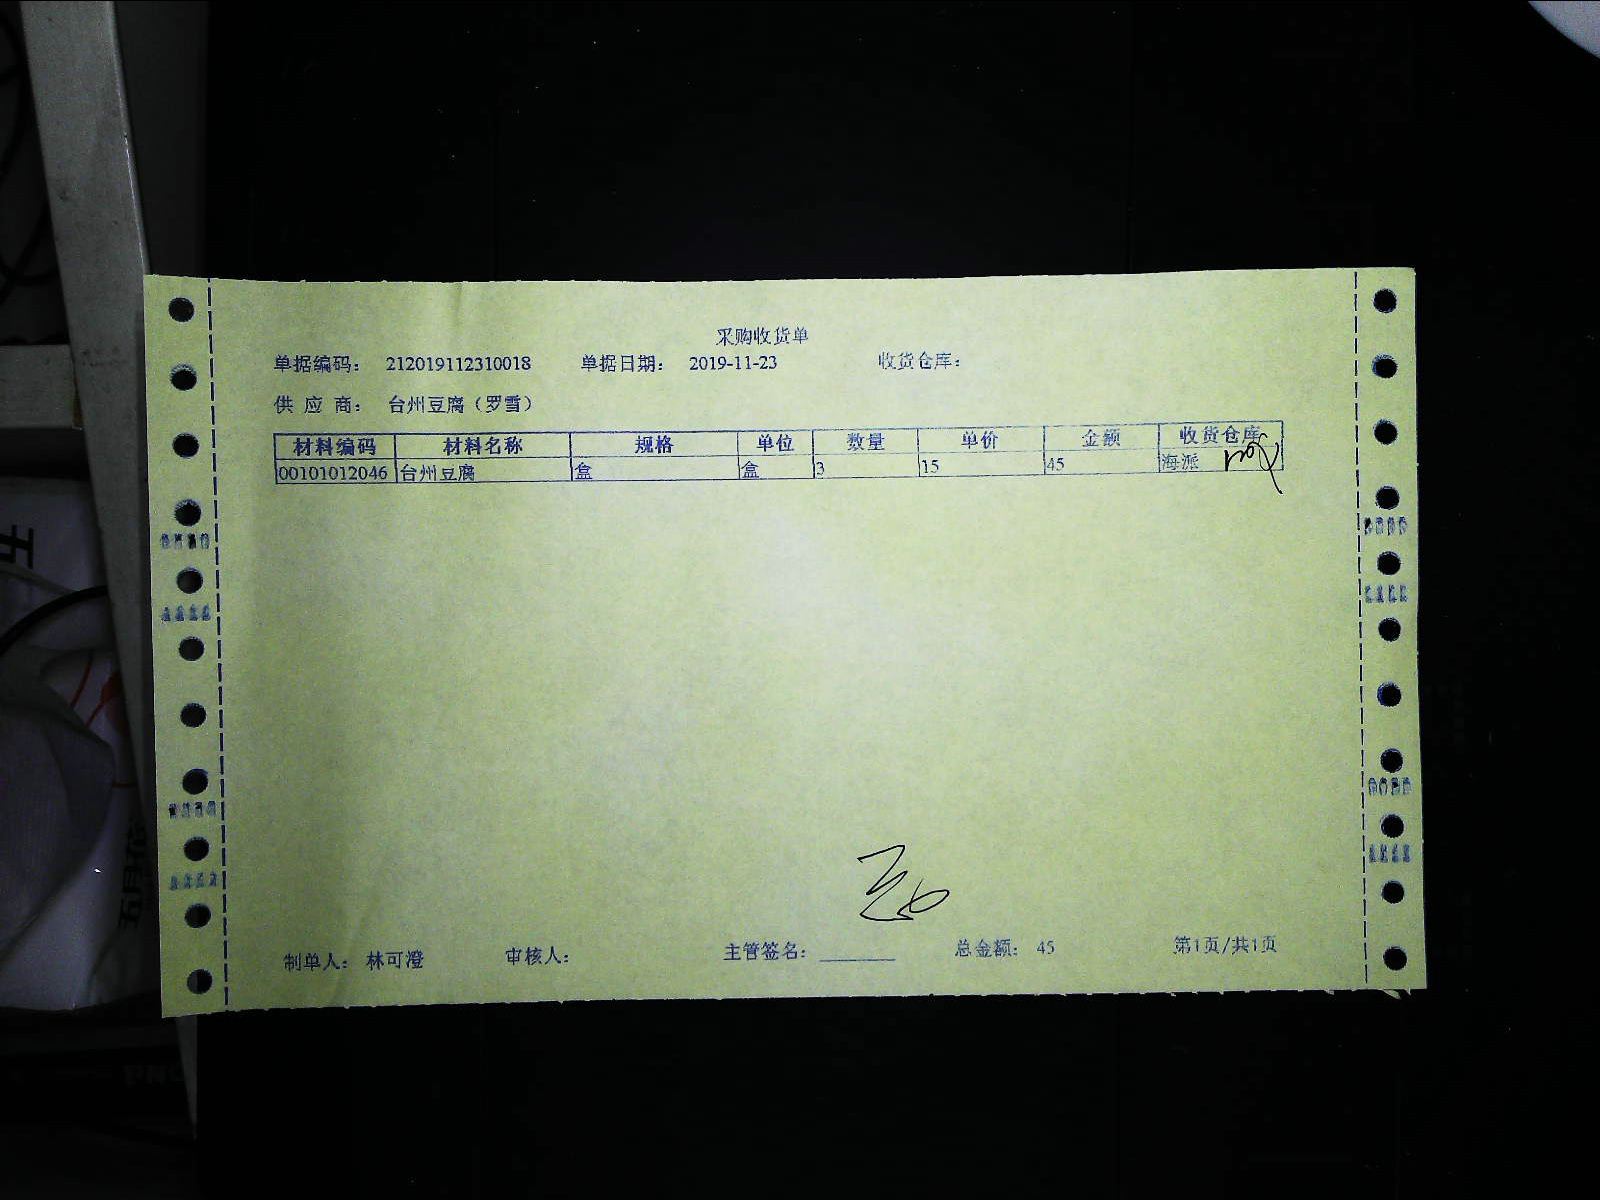 采购收货单
单据编码： 212019112310018 单据日期： 2019-11-23 收货仓库：
供 应 商： 台州豆腐（罗雪）
材料编码 材料名称 规格 单位 数量 单价 金额 收货仓库
00101012046 台州豆腐 盒 盒 3 15 45 海派
制单人： 林可澄 审核人： 主管签名： 总金额： 45 第1页/共1页